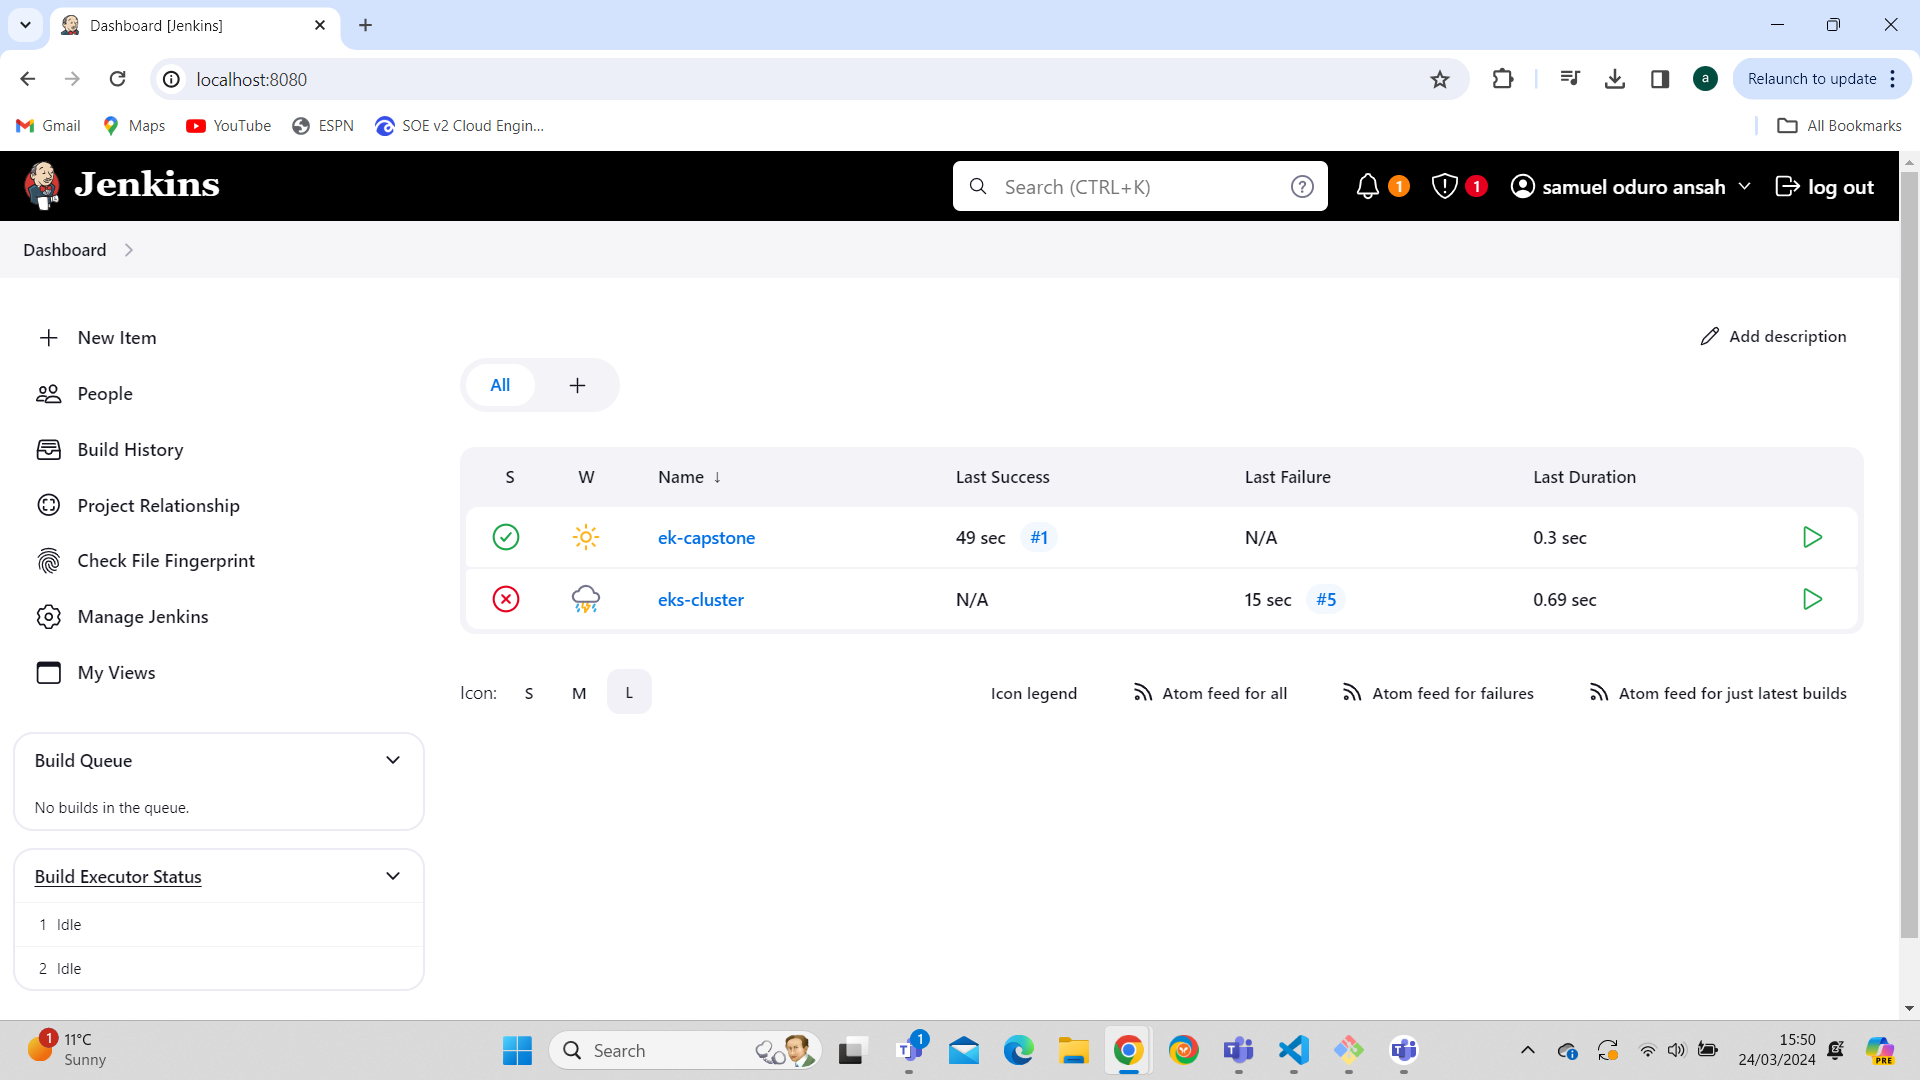 Dashboard [Jenkins]
localhost:8080
a
Relaunch to update
Gmail
Maps
YouTube
ESPN
SOE v2 Cloud Engin...
All Bookmarks
Jenkins
Search (CTRL+K)
?
1
1
samuel oduro ansah
log out
Dashboard
New Item
People
Build History
Project Relationship
Check File Fingerprint
Manage Jenkins
My Views
Build Queue
No builds in the queue.
Build Executor Status
1 Idle
2 Idle
Add description
All
S W Name ↓ Last Success Last Failure Last Duration
ek-capstone 49 sec #1 N/A 0.3 sec
eks-cluster N/A 15 sec #5 0.69 sec
Icon: S M L
Icon legend
Atom feed for all
Atom feed for failures
Atom feed for just latest builds
1
11°C
Sunny
Search
1
15:50
24/03/2024
PRE